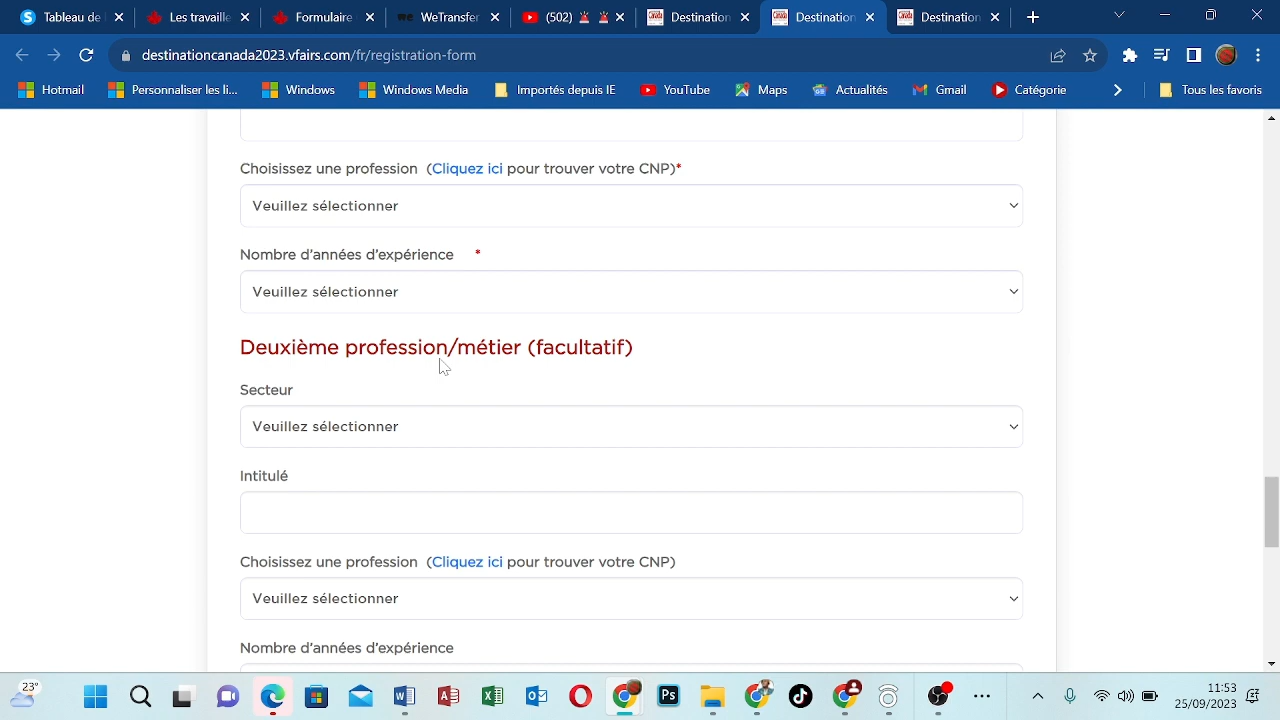 Tableau de
Les travaille
Formulaire
WeTransfer
(502)
Destination
Destination
Destination
destinationcanada2023.vfairs.com/fr/registration-form
Hotmail
Personnaliser les li...
Windows
Windows Media
Importés depuis IE
YouTube
Maps
Actualités
Gmail
Catégorie
Tous les favoris
Choisissez une profession (Cliquez ici pour trouver votre CNP)*
Veuillez sélectionner
Nombre d'années d'expérience *
Veuillez sélectionner
Deuxième profession/métier (facultatif)
Secteur
Veuillez sélectionner
Intitulé
Choisissez une profession (Cliquez ici pour trouver votre CNP)
Veuillez sélectionner
Nombre d'années d'expérience
23°
11:53
25/09/2023